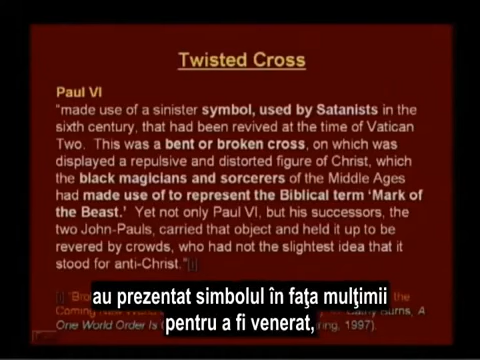 Twisted Cross
Paul VI
"made use of a sinister symbol, used by Satanists in the
sixth century, that had been revived at the time of Vatican
Two. This was a bent or broken cross, on which was
displayed a repulsive and distorted figure of Christ, which
the black magicians and sorcerers of the Middle Ages
had made use of to represent the Biblical term 'Mark of
the Beast.' Yet not only Paul VI, but his successors, the
two John-Pauls, carried that object and held it up to be
revered by crowds, who had not the slightest idea that it
stood for anti-Christ."[i]
[i] "Bro the
Coming New World Cathy Burns, A
One World Order Is ring, 1997).
au prezentat simbolul în faţa mulţimii
pentru a fi venerat,